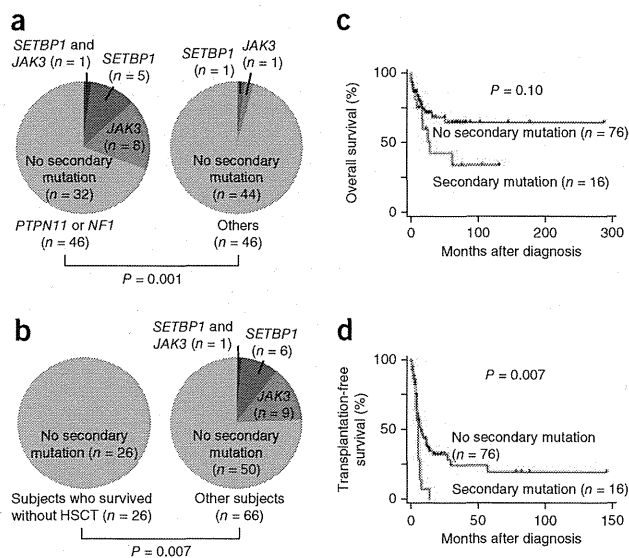 a
SETBP1 and
JAK3 (n = 1)
SETBP1
(n = 5)
JAK3
(n = 8)
No secondary
mutation
(n = 32)
PTPN11 or NF1
(n = 46)
SETBP1
(n = 1)
JAK3
(n = 1)
No secondary
mutation
(n = 44)
Others
(n = 46)
P = 0.001
b
No secondary
mutation (n = 26)
Subjects who survived
without HSCT (n = 26)
SETBP1 and
JAK3 (n = 1)
SETBP1
(n = 6)
JAK3
(n = 9)
No secondary
mutation
(n = 50)
Other subjects
(n = 66)
P = 0.007
c
Overall survival (%)
100
50
0
P = 0.10
No secondary mutation (n = 76)
Secondary mutation (n = 16)
0 100 200 300
Months after diagnosis
d
Transplantation-free
survival (%)
100
50
0
P = 0.007
No secondary mutation
(n = 76)
Secondary mutation (n = 16)
0 50 100 150
Months after diagnosis